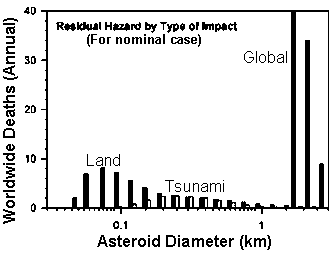 Residual Hazard by Type of Impact
(For nominal case)
Global
Land
Tsunami
Worldwide Deaths (Annual)
40
30
20
10
0
0.1
1
Asteroid Diameter (km)